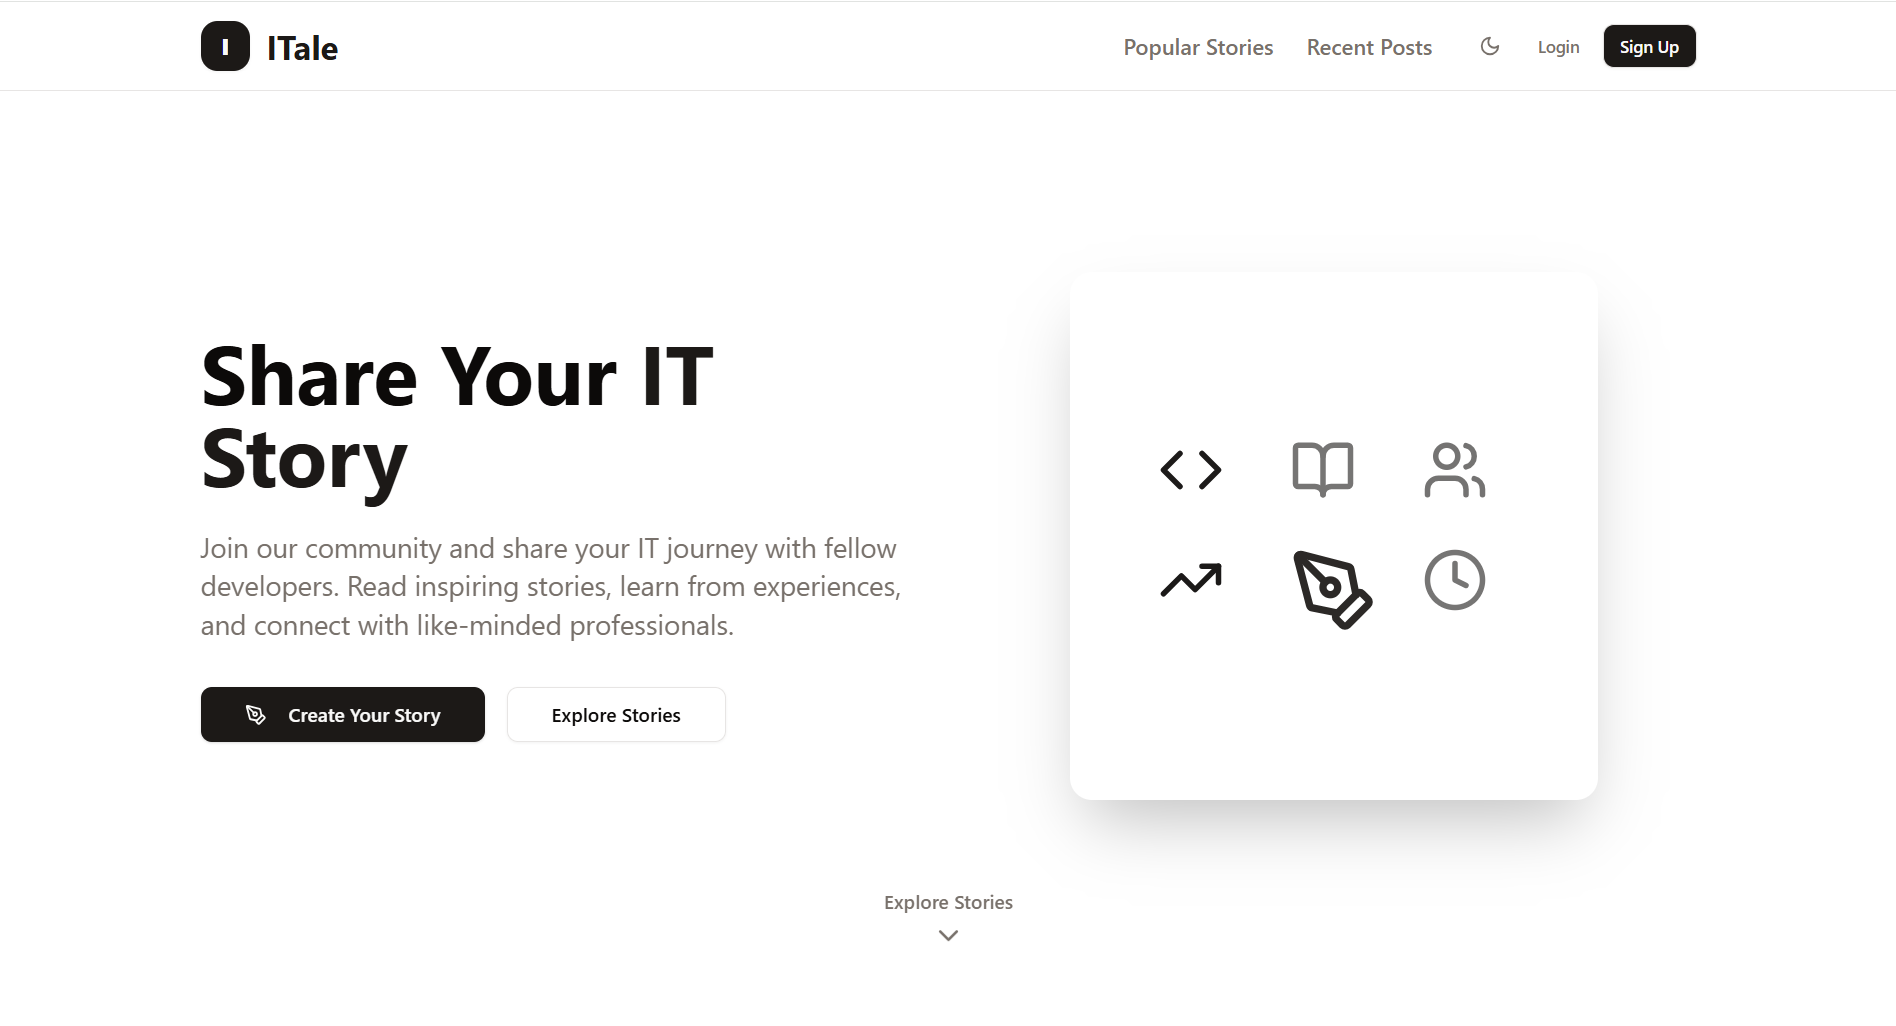 I
ITale
Popular Stories
Recent Posts
Login
Sign Up
Share Your IT
Story
Join our community and share your IT journey with fellow
developers. Read inspiring stories, learn from experiences,
and connect with like-minded professionals.
Create Your Story
Explore Stories
Explore Stories